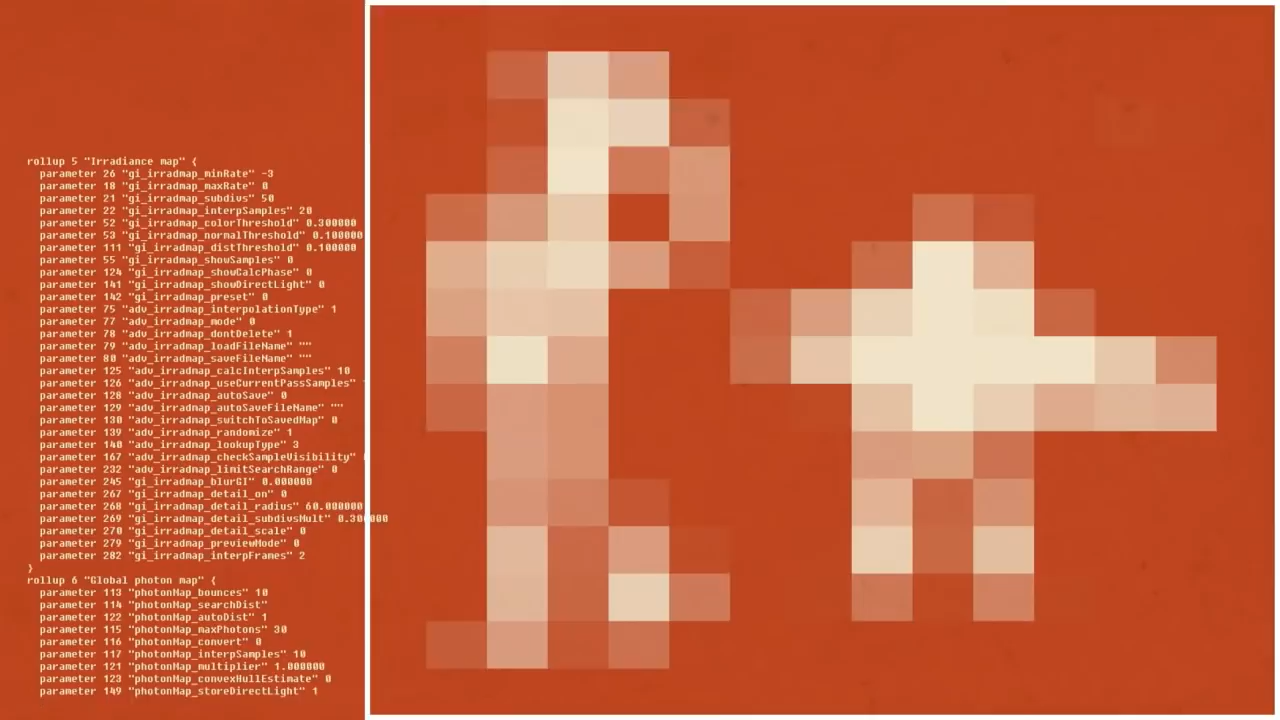 rollup 5 "Irradiance map" {
parameter 26 "gi_irradmap_minRate" -3
parameter 18 "gi_irradmap_maxRate" 0
parameter 21 "gi_irradmap_subdivs" 50
parameter 22 "gi_irradmap_interpSamples" 20
parameter 52 "gi_irradmap_colorThreshold" 0.300000
parameter 53 "gi_irradmap_normalThreshold" 0.100000
parameter 111 "gi_irradmap_distThreshold" 0.100000
parameter 55 "gi_irradmap_showSamples" 0
parameter 124 "gi_irradmap_showCalcPhase" 0
parameter 141 "gi_irradmap_showDirectLight" 0
parameter 142 "gi_irradmap_preset" 0
parameter 75 "adv_irradmap_interpolationType" 1
parameter 77 "adv_irradmap_mode" 0
parameter 78 "adv_irradmap_dontDelete" 1
parameter 79 "adv_irradmap_loadFileName" ""
parameter 80 "adv_irradmap_saveFileName" ""
parameter 125 "adv_irradmap_calcInterpSamples" 10
parameter 126 "adv_irradmap_useCurrentPassSamples"
parameter 128 "adv_irradmap_autoSave" 0
parameter 129 "adv_irradmap_autoSaveFileName" ""
parameter 130 "adv_irradmap_switchToSavedMap" 0
parameter 139 "adv_irradmap_randomize" 1
parameter 140 "adv_irradmap_lookupType" 3
parameter 167 "adv_irradmap_checkSampleVisibility"
parameter 232 "adv_irradmap_limitSearchRange" 0
parameter 245 "gi_irradmap_blurGI" 0.000000
parameter 267 "gi_irradmap_detail_on" 0
parameter 268 "gi_irradmap_detail_radius" 60.000000
parameter 269 "gi_irradmap_detail_subdivsMult" 0.300000
parameter 270 "gi_irradmap_detail_scale" 0
parameter 279 "gi_irradmap_previewMode" 0
parameter 282 "gi_irradmap_interpFrames" 2
}
rollup 6 "Global photon map" {
parameter 113 "photonMap_bounces" 10
parameter 114 "photonMap_searchDist"
parameter 122 "photonMap_autoDist" 1
parameter 115 "photonMap_maxPhotons" 30
parameter 116 "photonMap_convert" 0
parameter 117 "photonMap_interpSamples" 10
parameter 121 "photonMap_multiplier" 1.000000
parameter 123 "photonMap_convexHullEstimate" 0
parameter 149 "photonMap_storeDirectLight" 1